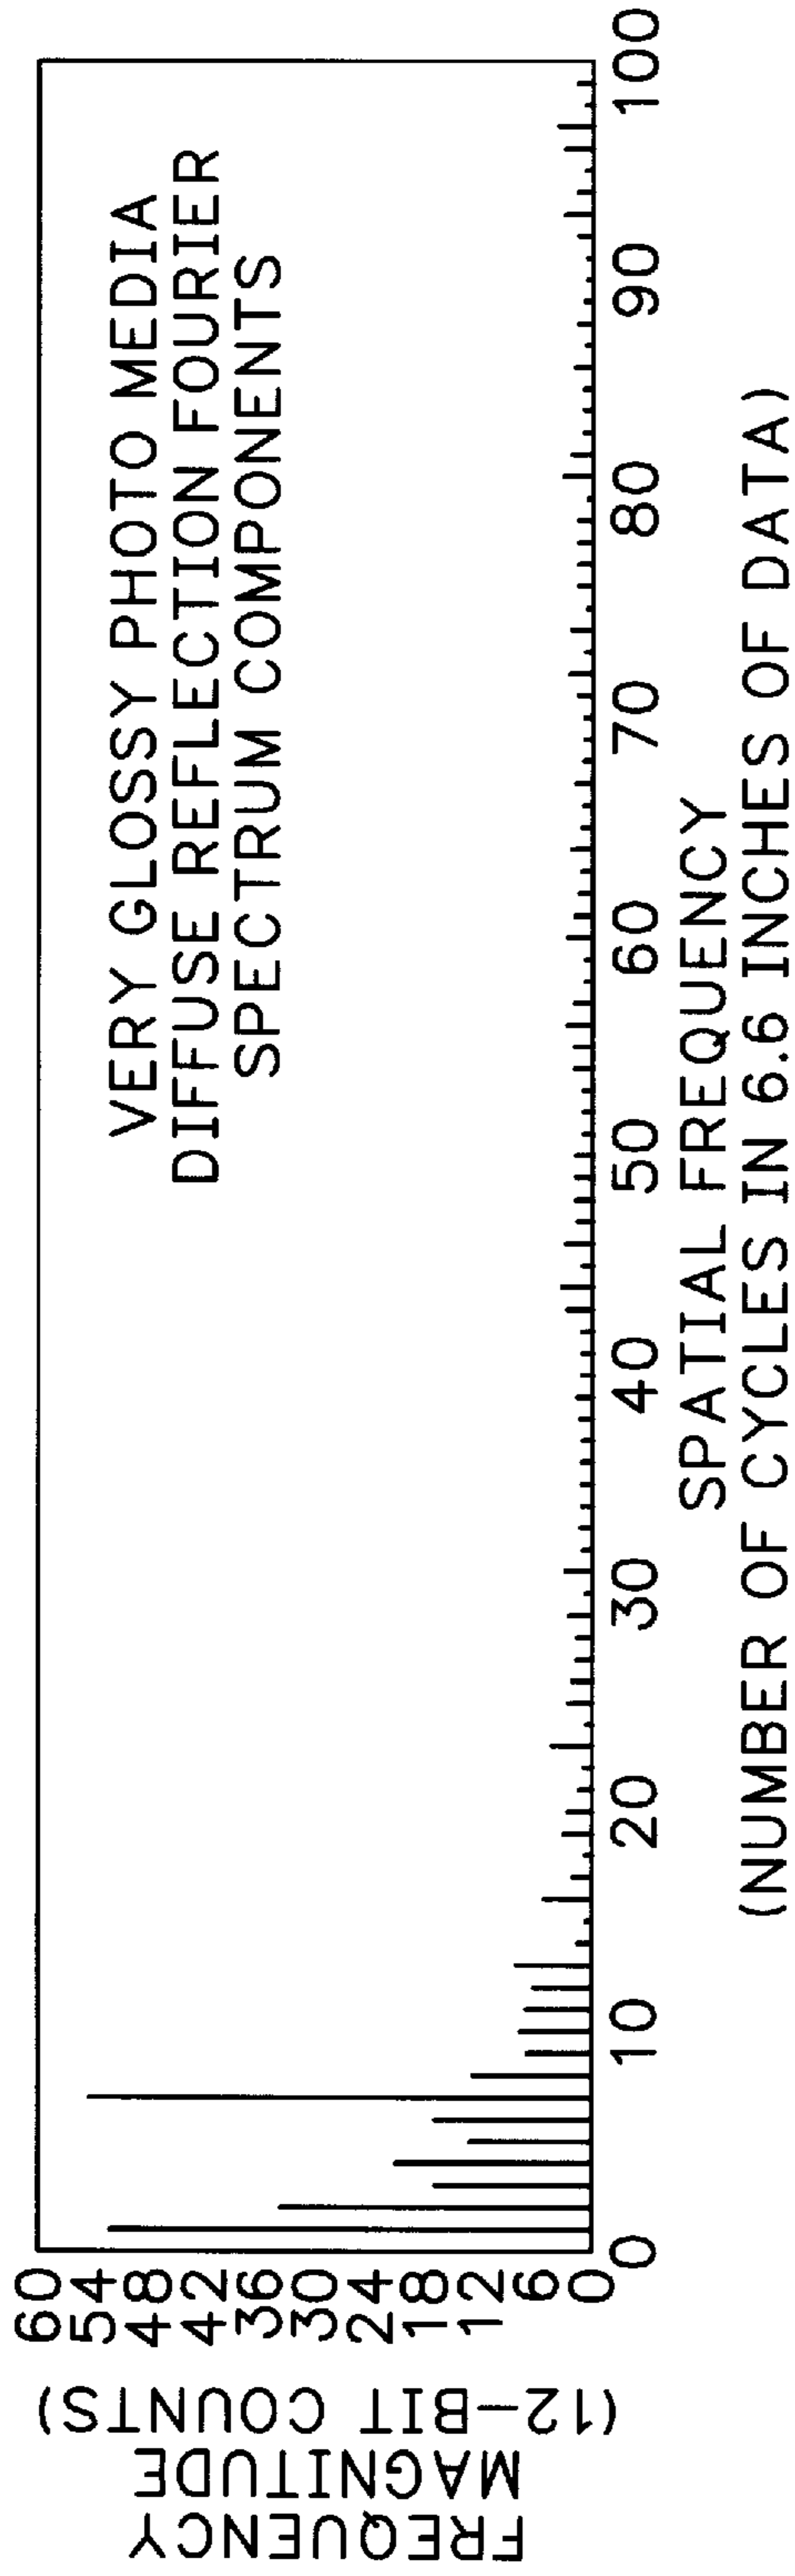 VERY GLOSSY PHOTO MEDIA
DIFFUSE REFLECTION FOURIER
SPECTRUM COMPONENTS
FREQUENCY
MAGNITUDE
(12-BIT COUNTS)
60
54
48
42
36
30
24
18
12
6
0
0 10 20 30 40 50 60 70 80 90 100
SPATIAL FREQUENCY
(NUMBER OF CYCLES IN 6.6 INCHES OF DATA)